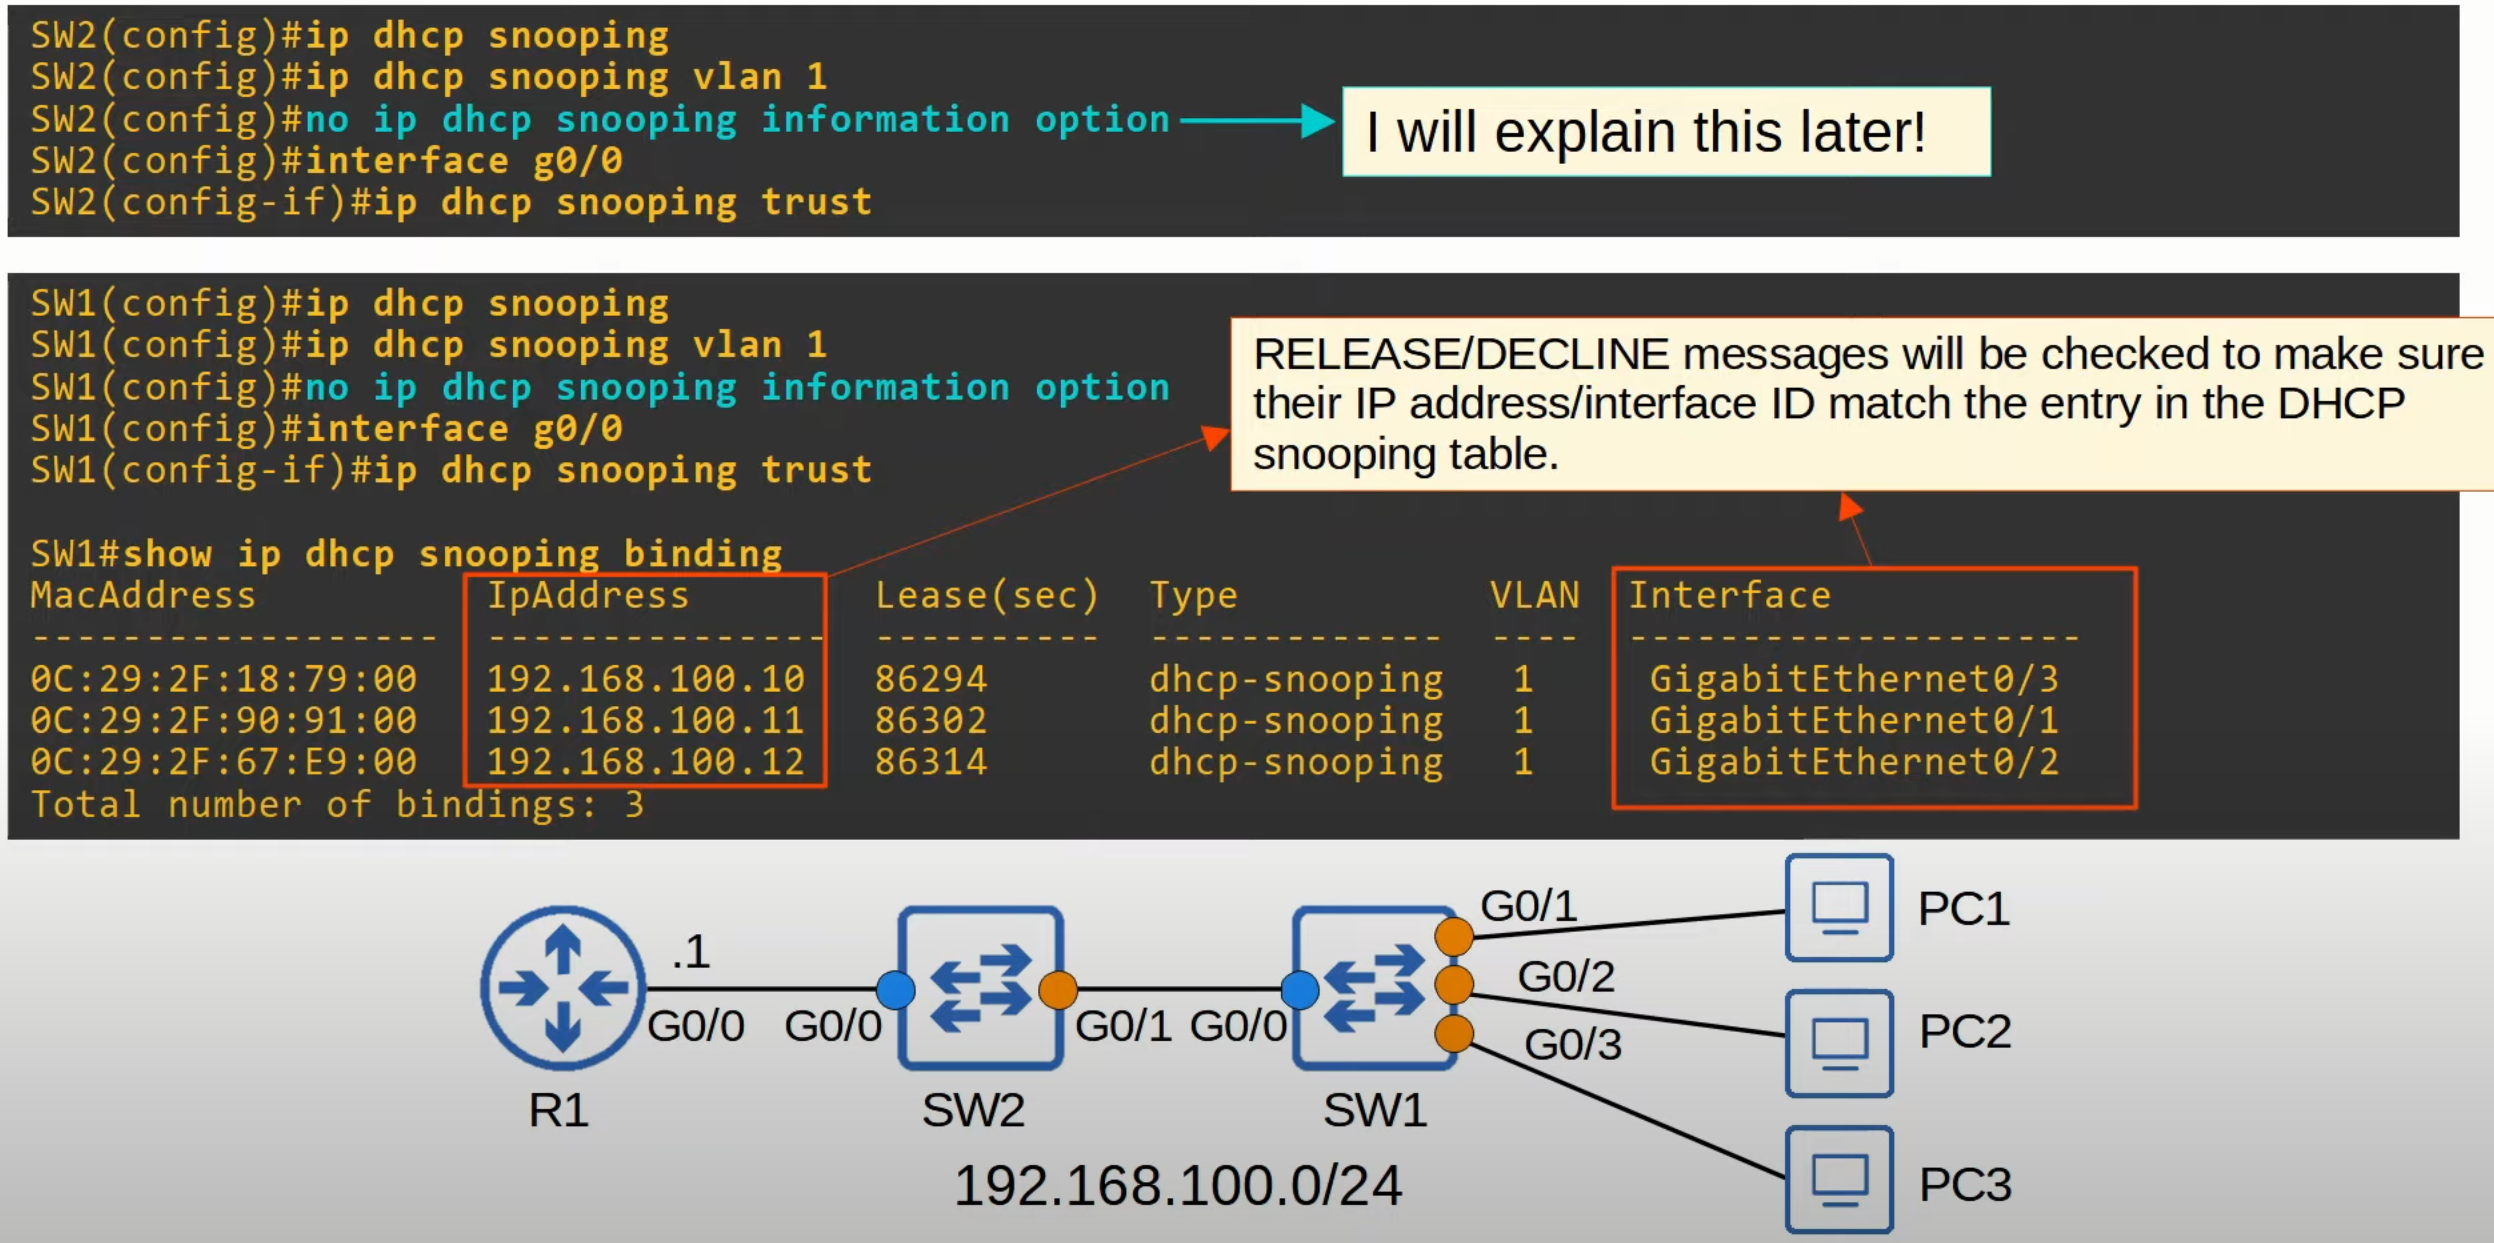 SW2(config)#ip dhcp snooping
SW2(config)#ip dhcp snooping vlan 1
SW2(config)#no ip dhcp snooping information option
I will explain this later!
SW2(config)#interface g0/0
SW2(config-if)#ip dhcp snooping trust
SW1(config)#ip dhcp snooping
SW1(config)#ip dhcp snooping vlan 1
SW1(config)#no ip dhcp snooping information option
SW1(config)#interface g0/0
SW1(config-if)#ip dhcp snooping trust
RELEASE/DECLINE messages will be checked to make sure
their IP address/interface ID match the entry in the DHCP
snooping table.
SW1#show ip dhcp snooping binding
MacAddress IpAddress Lease(sec) Type VLAN Interface
------------------ --------------- ---------- ------------- ---- --------------------
0C:29:2F:18:79:00 192.168.100.10 86294 dhcp-snooping 1 GigabitEthernet0/3
0C:29:2F:90:91:00 192.168.100.11 86302 dhcp-snooping 1 GigabitEthernet0/1
0C:29:2F:67:E9:00 192.168.100.12 86314 dhcp-snooping 1 GigabitEthernet0/2
Total number of bindings: 3
G0/1
PC1
.1
G0/2
G0/0
G0/0
G0/1
G0/0
G0/3
PC2
R1
SW2
SW1
192.168.100.0/24
PC3